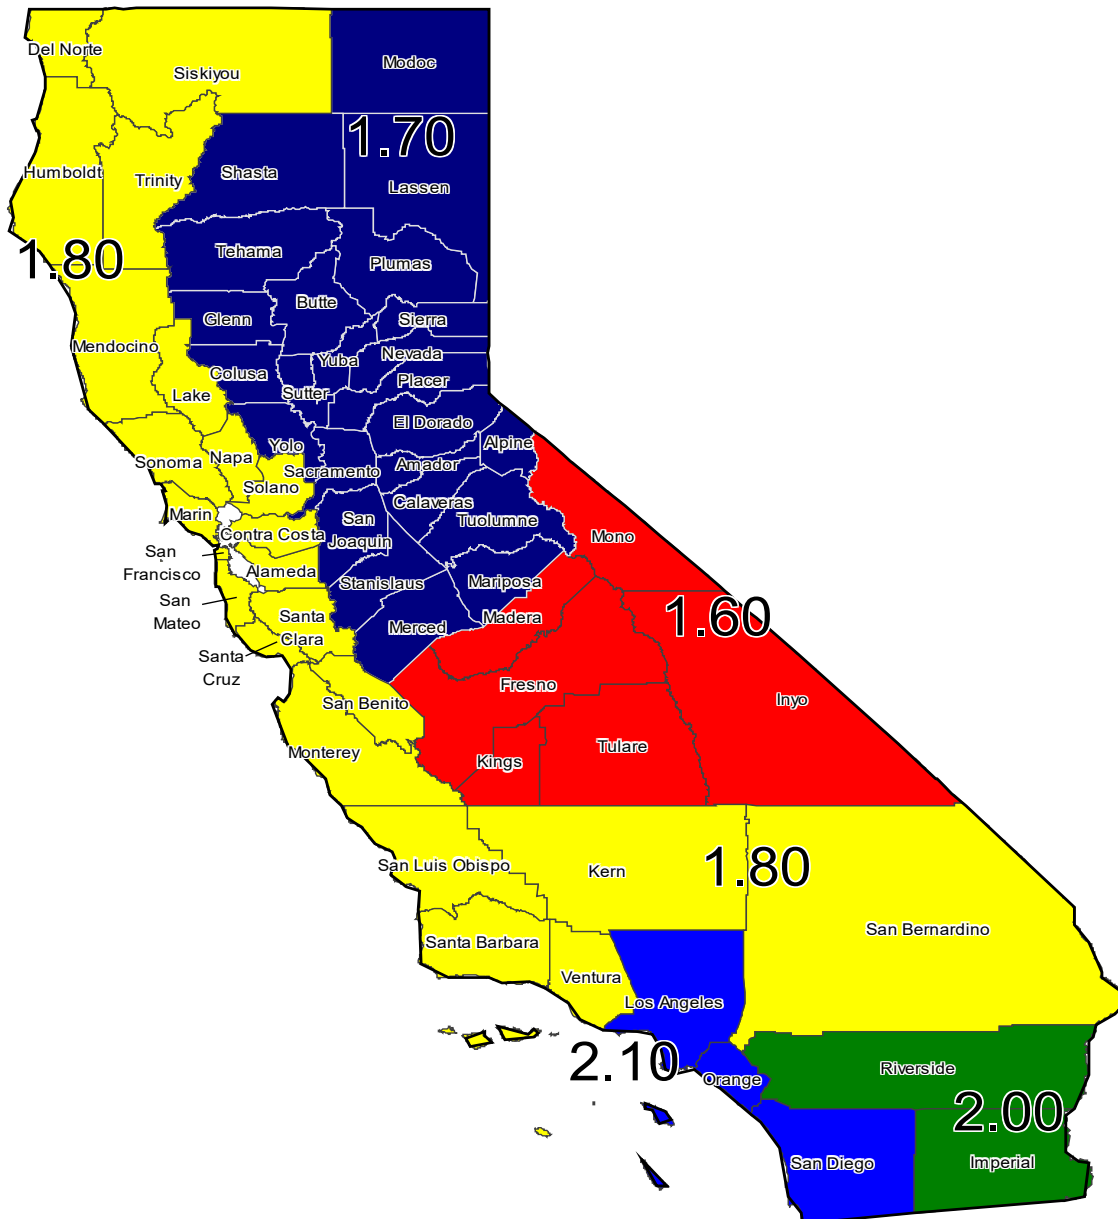 Del Norte
Siskiyou
Modoc
1.70
Humboldt
Trinity
Shasta
Lassen
1.80
Tehama
Plumas
Butte
Glenn
Sierra
Mendocino
Colusa
Yuba
Nevada
Placer
Lake
Sutter
El Dorado
Sonoma
Napa
Yolo
Alpine
Sacramento
Amador
Solano
Calaveras
Marin
Contra Costa
San
Joaquin
Tuolumne
Mono
San
Francisco
Alameda
Stanislaus
Mariposa
San
Mateo
Santa
Clara
Merced
Madera
1.60
Santa
Cruz
San Benito
Fresno
Inyo
Monterey
Kings
Tulare
San Luis Obispo
Kern
1.80
San Bernardino
Santa Barbara
Ventura
Los Angeles
2.10
Orange
Riverside
2.00
San Diego
Imperial